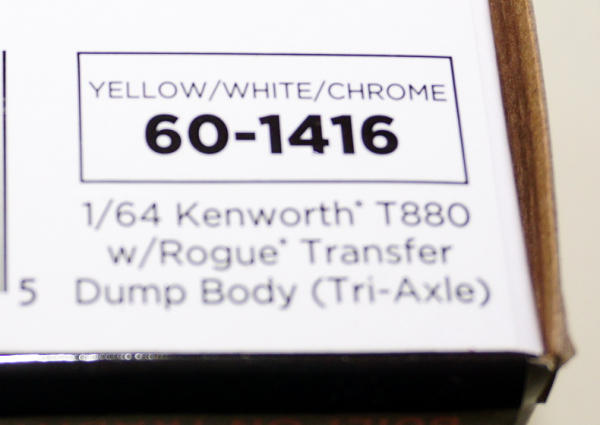 YELLOW/WHITE/CHROME
60-1416
1/64 Kenworth® T880
w/Rogue® Transfer
5 Dump Body (Tri-Axle)